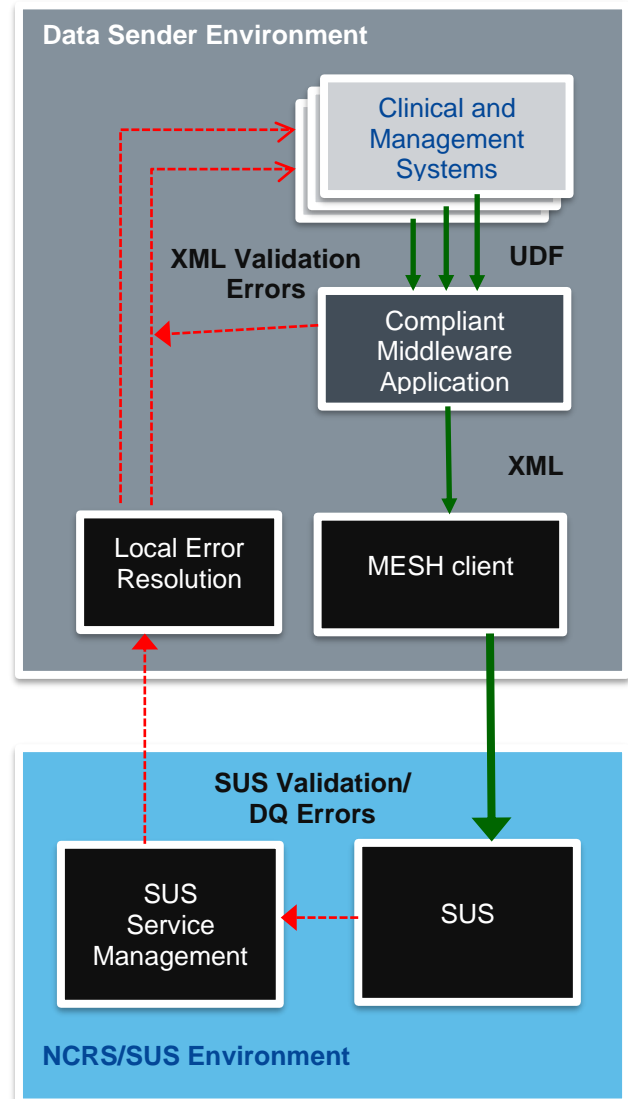 Data Sender Environment
Clinical and
Management
Systems
XML Validation
Errors
UDF
Compliant
Middleware
Application
XML
Local Error
Resolution
MESH client
SUS Validation/
DQ Errors
SUS
Service
Management
SUS
NCRS/SUS Environment